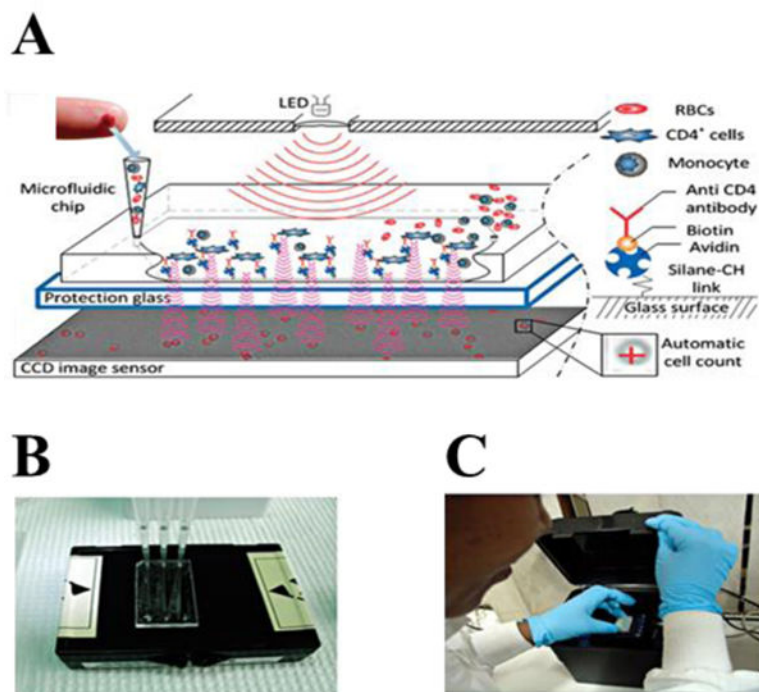 A
LED
RBCs
CD4+ cells
Monocyte
Microfluidic
chip
Anti CD4
antibody
Biotin
Avidin
Silane-CH
link
Protection glass
Glass surface
Automatic
cell count
CCD image sensor
B
C